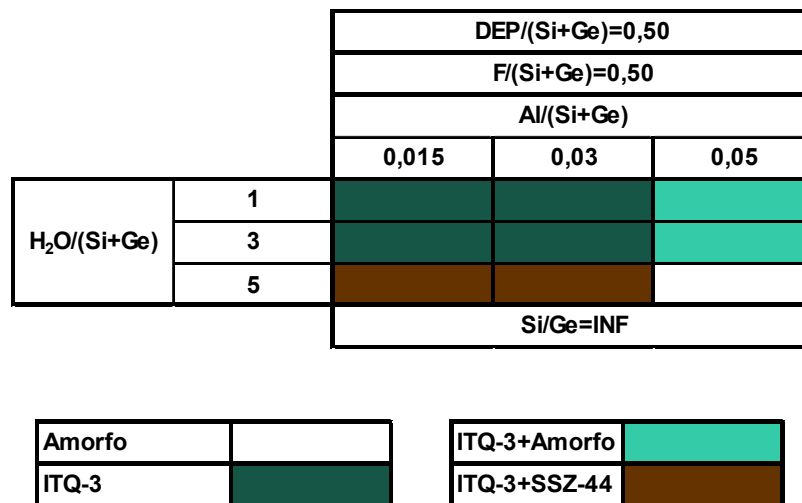 DEP/(Si+Ge)=0,50
F/(Si+Ge)=0,50
Al/(Si+Ge)
0,015 0,03 0,05
1
H₂O/(Si+Ge) 3
5
Si/Ge=INF
Amorfo ITQ-3+Amorfo
ITQ-3 ITQ-3+SSZ-44